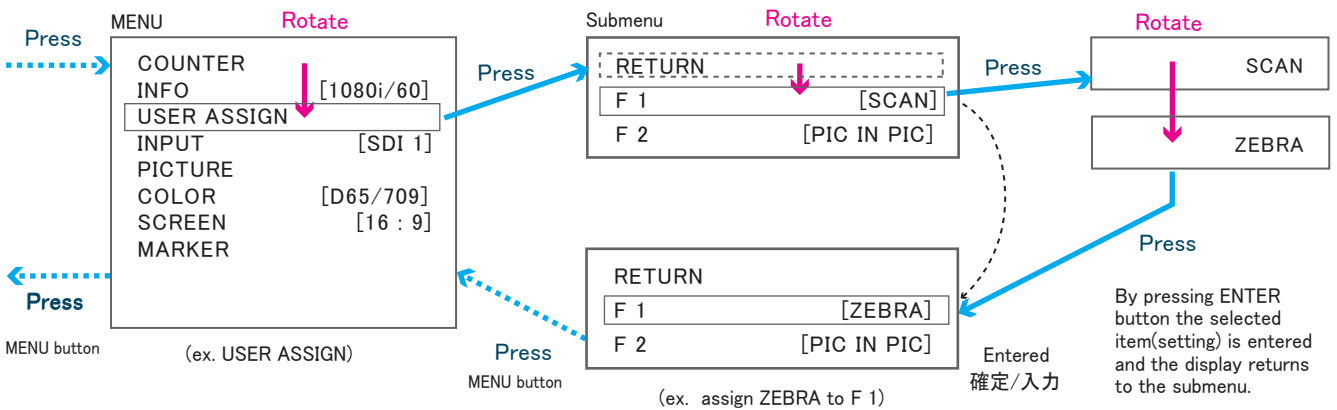 Press
MENU
Rotate
COUNTER
INFO [1080i/60]
USER ASSIGN
INPUT [SDI 1]
PICTURE
COLOR [D65/709]
SCREEN [16 : 9]
MARKER
Press
MENU button
(ex. USER ASSIGN)
Press
Submenu
Rotate
RETURN
F 1 [SCAN]
F 2 [PIC IN PIC]
Press
Rotate
SCAN
ZEBRA
Press
By pressing ENTER
button the selected
item(setting) is entered
and the display returns
to the submenu.
Entered
確定/入力
RETURN
F 1 [ZEBRA]
F 2 [PIC IN PIC]
(ex. assign ZEBRA to F 1)
Press
MENU button